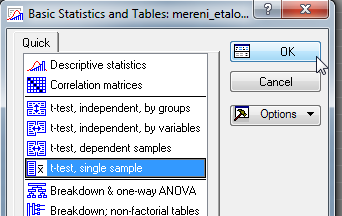 Basic Statistics and Tables: mereni_etalo...
?
Quick
OK
Cancel
Options
Descriptive statistics
Correlation matrices
t-test, independent, by groups
t-test, independent, by variables
t-test, dependent samples
t-test, single sample
Breakdown & one-way ANOVA
Breakdown; non-factorial tables